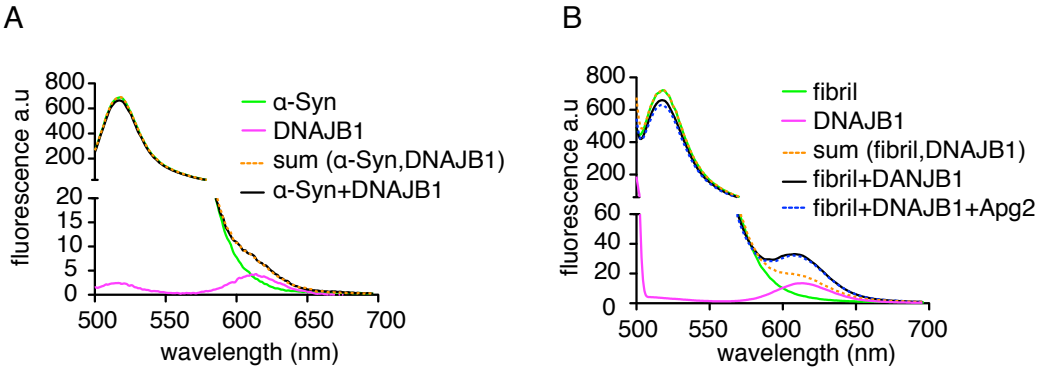 A
fluorescence a.u
800
600
400
200
20
15
10
5
0
500
550
600
650
700
wavelength (nm)
α-Syn
DNAJB1
sum (α-Syn,DNAJB1)
α-Syn+DNAJB1
B
fluorescence a.u
800
600
400
200
60
40
20
0
500
550
600
650
700
wavelength (nm)
fibril
DNAJB1
sum (fibril,DNAJB1)
fibril+DANJB1
fibril+DNAJB1+Apg2